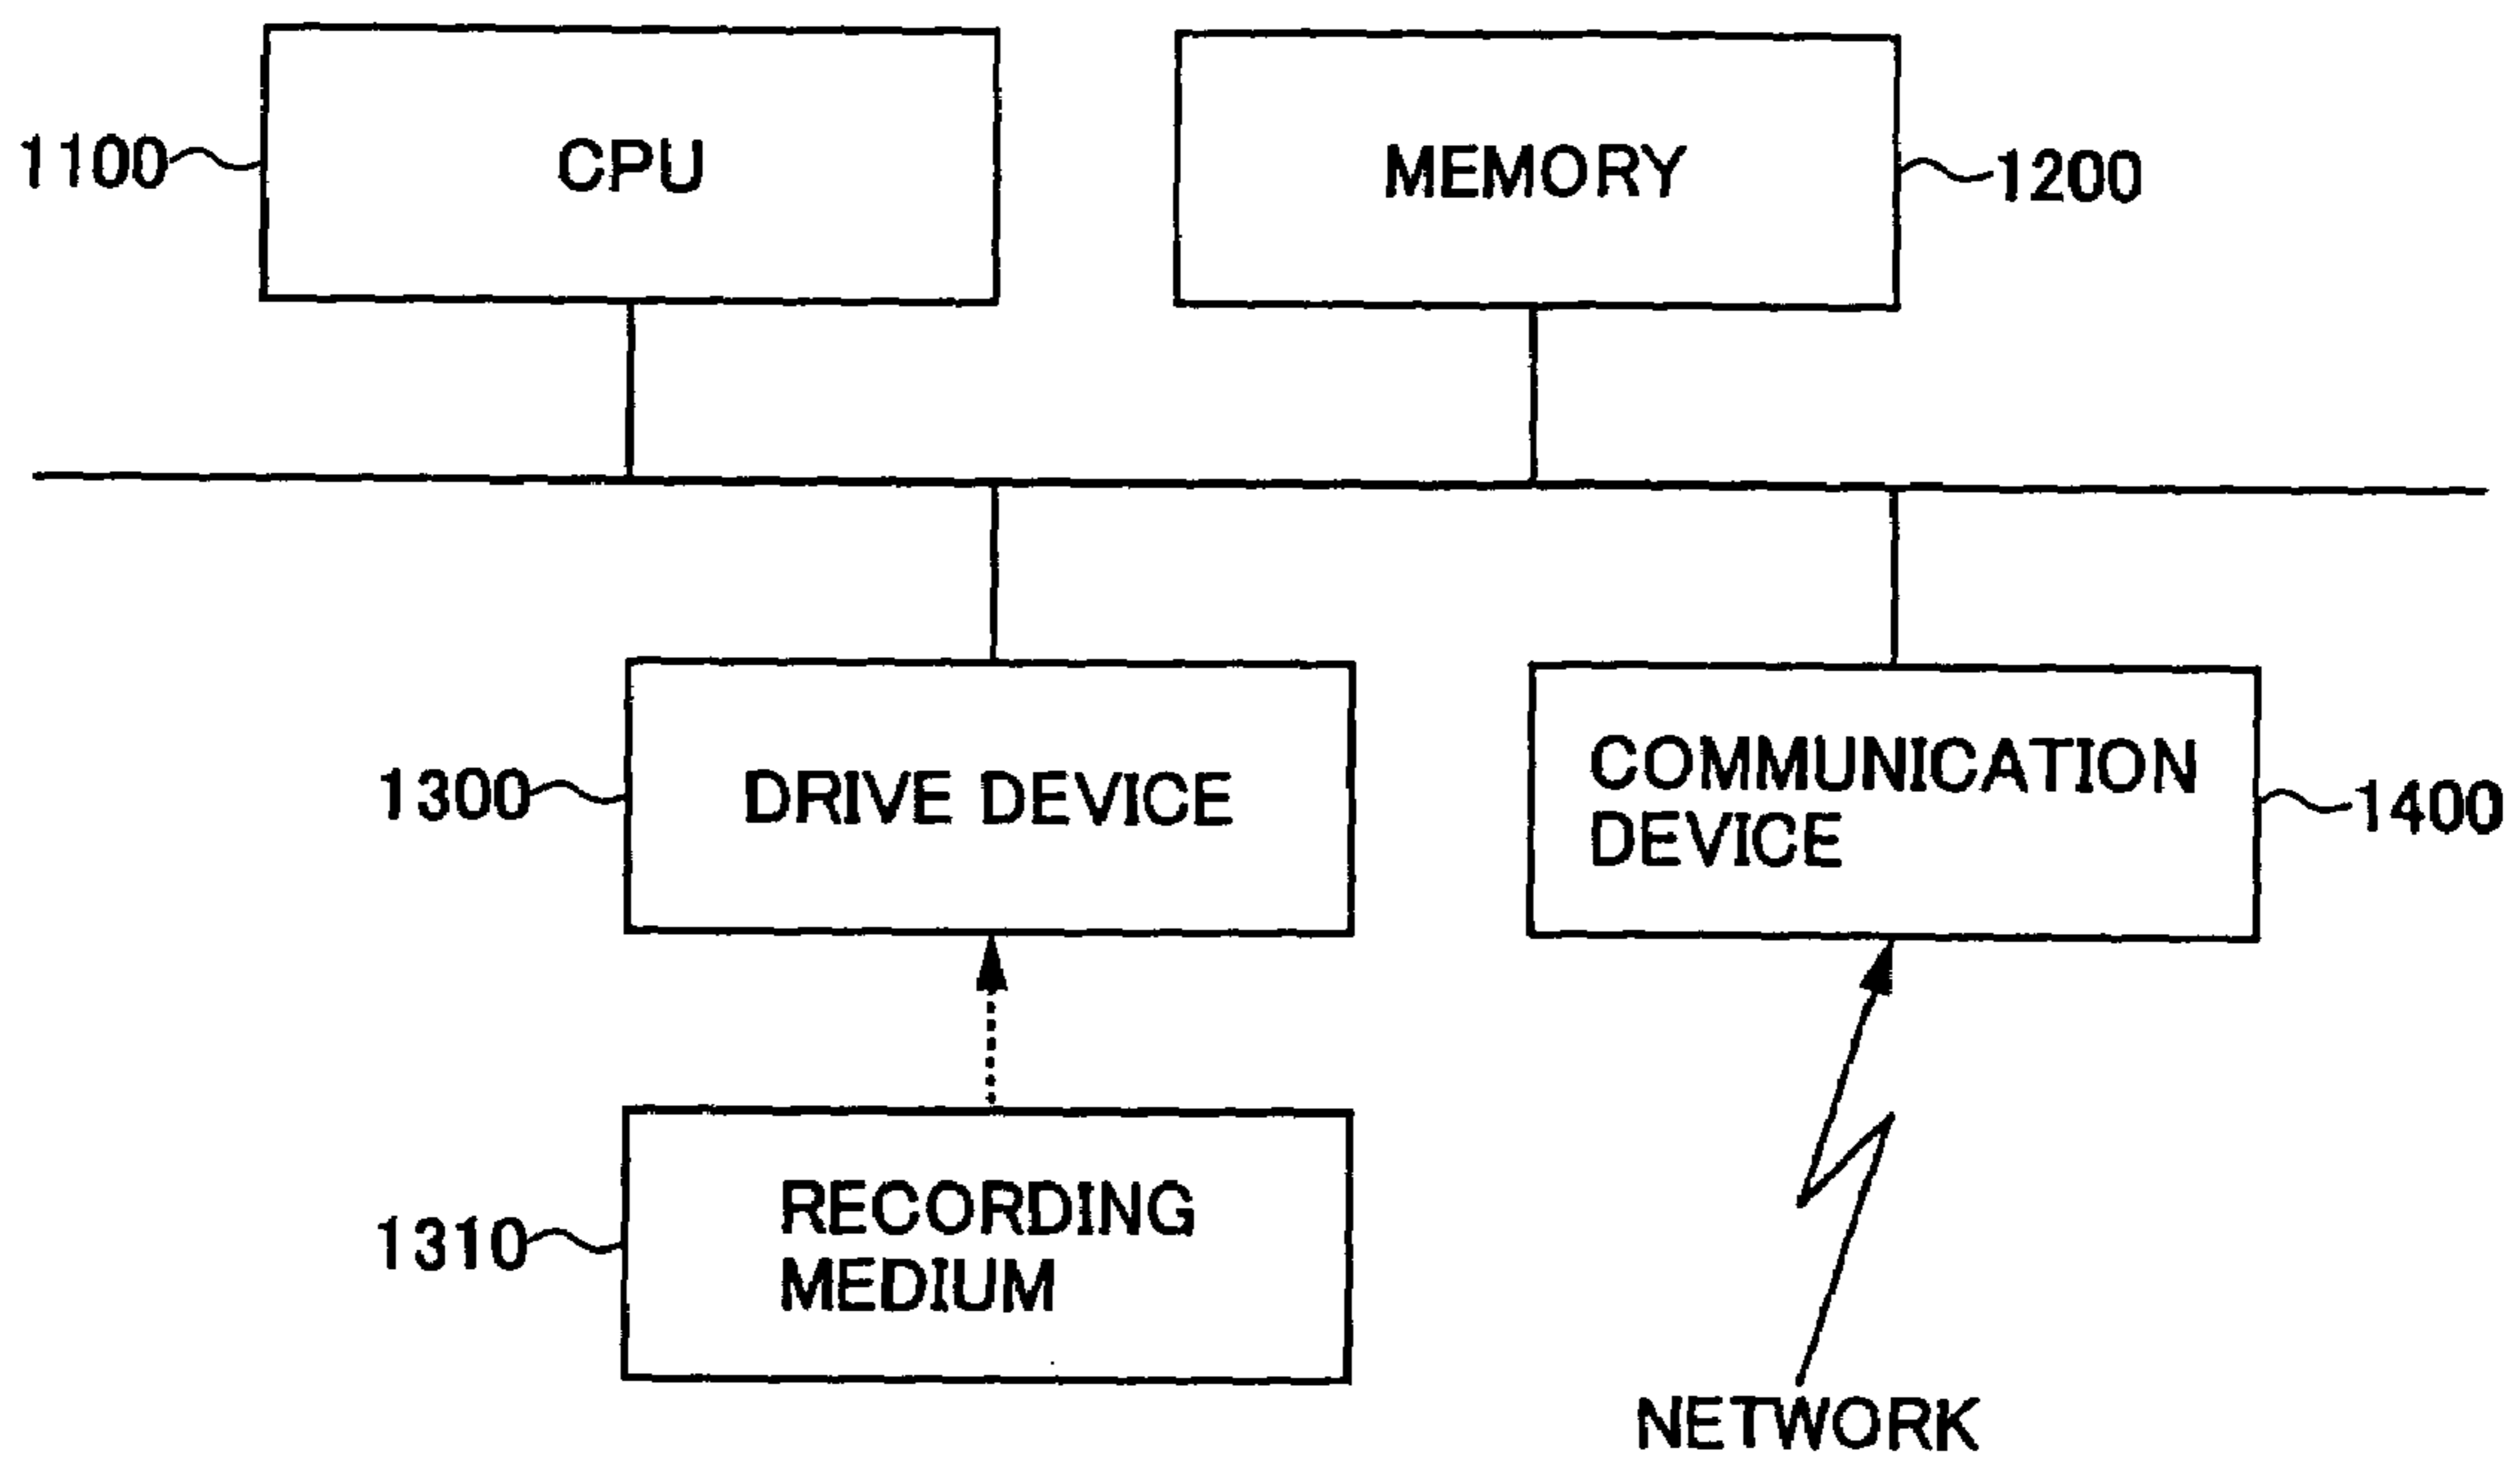 1100
CPU
MEMORY
1200
1300
DRIVE DEVICE
COMMUNICATION
DEVICE
1400
1310
RECORDING
MEDIUM
NETWORK